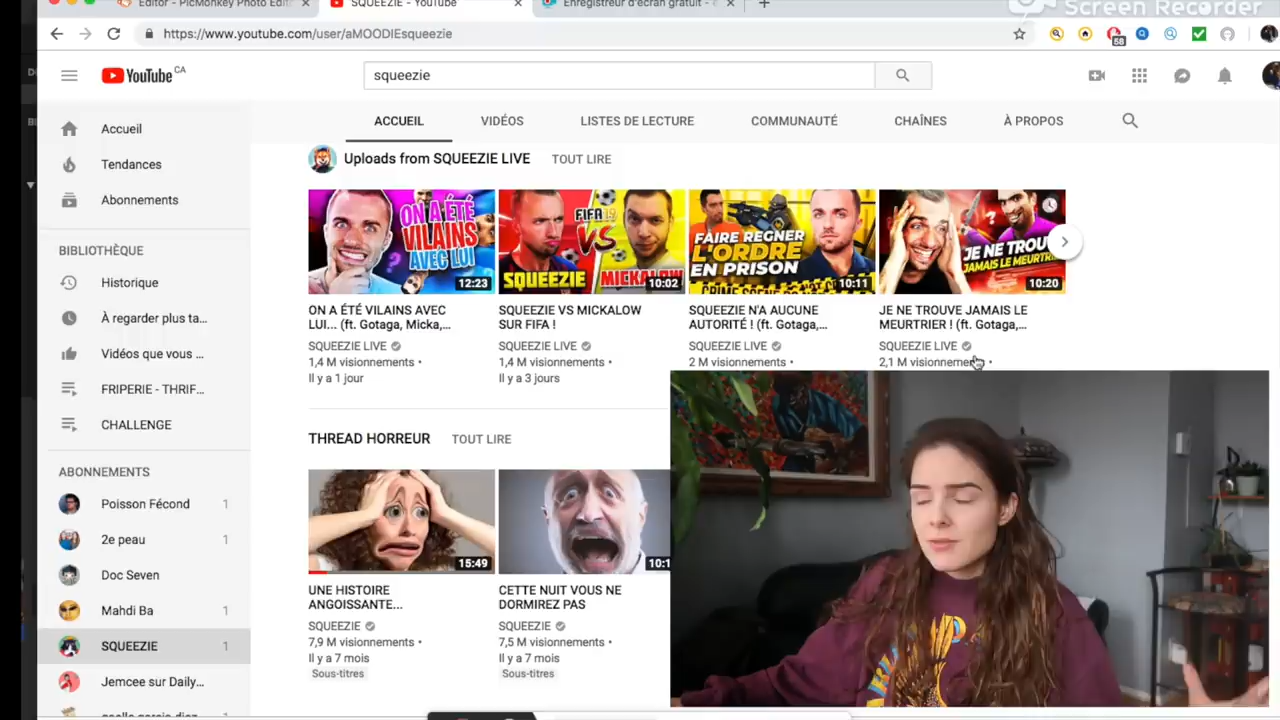 Editor - PicMonkey Photo Edit
SQUEEZIE - YouTube
Enregistreur d'écran gratuit -
Screen Recorder
https://www.youtube.com/user/aMOODIEsqueezie
58
YouTube CA
squeezie
ACCUEIL
VIDÉOS
LISTES DE LECTURE
COMMUNAUTÉ
CHAÎNES
À PROPOS
Accueil
Tendances
Abonnements
BIBLIOTHÈQUE
Historique
À regarder plus ta...
Vidéos que vous ...
FRIPERIE - THRIF...
CHALLENGE
ABONNEMENTS
Poisson Fécond 1
2e peau 1
Doc Seven
Mahdi Ba 1
SQUEEZIE 1
Jemcee sur Daily...
Uploads from SQUEEZIE LIVE TOUT LIRE
ON A ÉTÉ
VILAINS
AVEC LUI
12:23
FIFA 19
VS
SQUEEZIE
MICKALOW
10:02
FAIRE REGNER
L'ORDRE
EN PRISON
10:11
JE NE TROUV
JAMAIS LE MEURTRI
10:20
ON A ÉTÉ VILAINS AVEC
LUI... (ft. Gotaga, Micka,...
SQUEEZIE LIVE
1,4 M visionnements •
Il y a 1 jour
SQUEEZIE VS MICKALOW
SUR FIFA !
SQUEEZIE LIVE
1,4 M visionnements •
Il y a 3 jours
SQUEEZIE N'A AUCUNE
AUTORITÉ ! (ft. Gotaga,...
SQUEEZIE LIVE
2 M visionnements •
JE NE TROUVE JAMAIS LE
MEURTRIER ! (ft. Gotaga,...
SQUEEZIE LIVE
2,1 M visionnements •
THREAD HORREUR TOUT LIRE
15:49
10:1
UNE HISTOIRE
ANGOISSANTE...
SQUEEZIE
7,9 M visionnements •
Il y a 7 mois
Sous-titres
CETTE NUIT VOUS NE
DORMIREZ PAS
SQUEEZIE
7,5 M visionnements •
Il y a 7 mois
Sous-titres